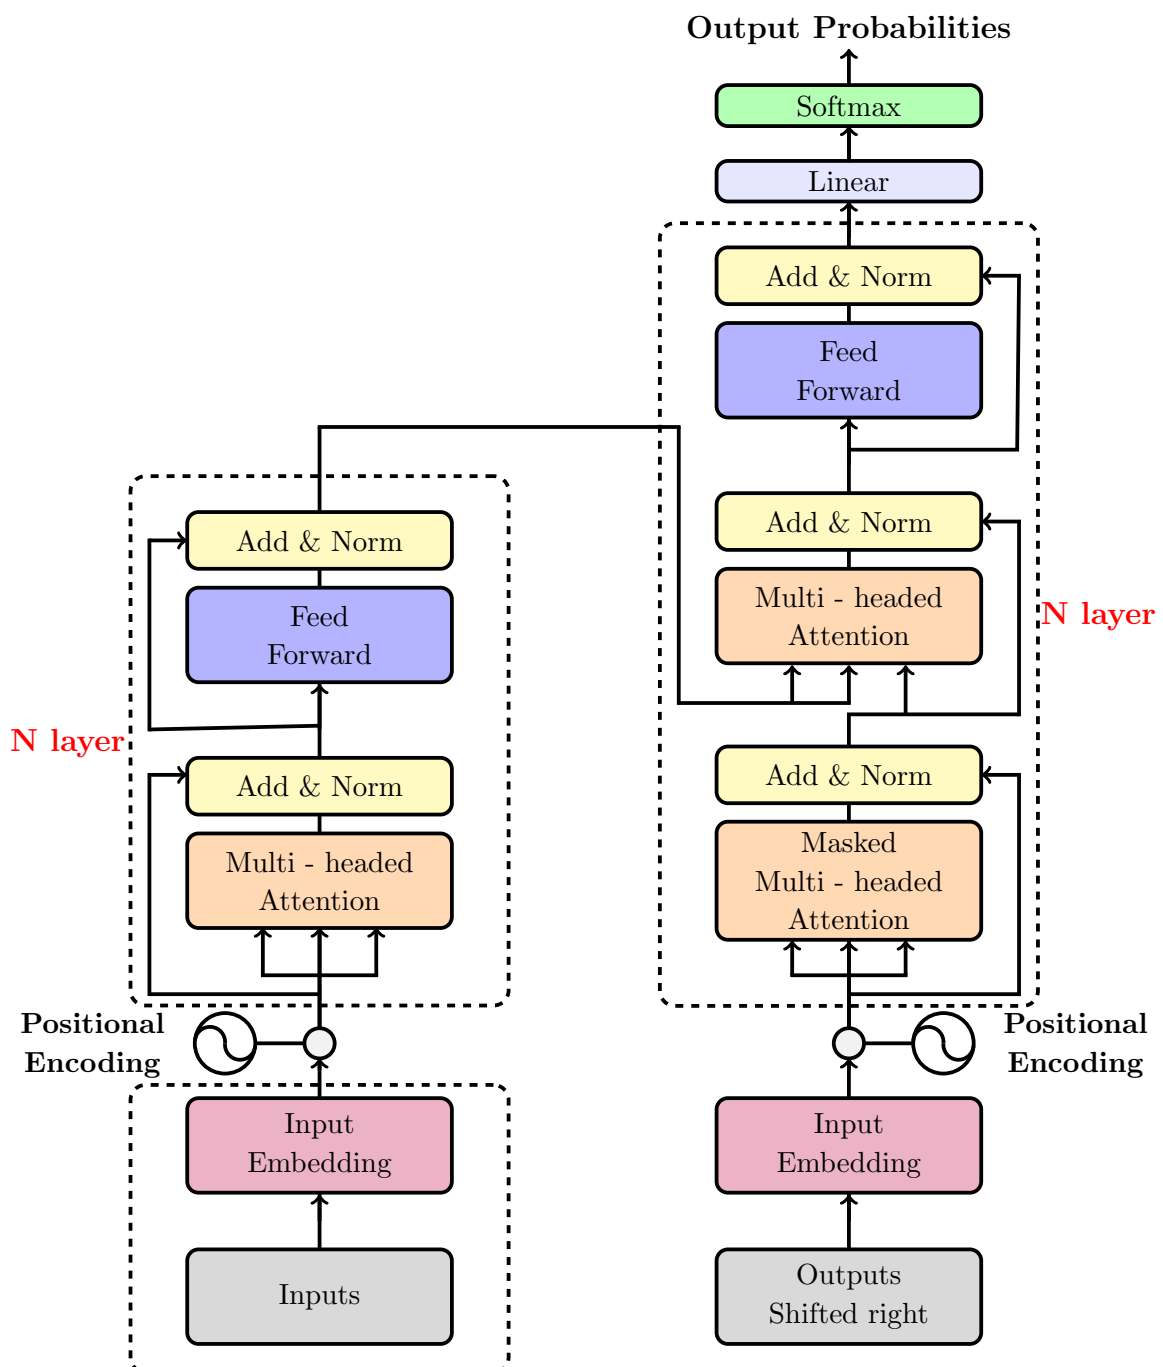 Output Probabilities
Softmax
Linear
Add & Norm
Feed
Forward
Add & Norm
Multi - headed
Attention
N layer
Add & Norm
Masked
Multi - headed
Attention
Positional
Encoding
Input
Embedding
Outputs
Shifted right
Add & Norm
Feed
Forward
N layer
Add & Norm
Multi - headed
Attention
Positional
Encoding
Input
Embedding
Inputs